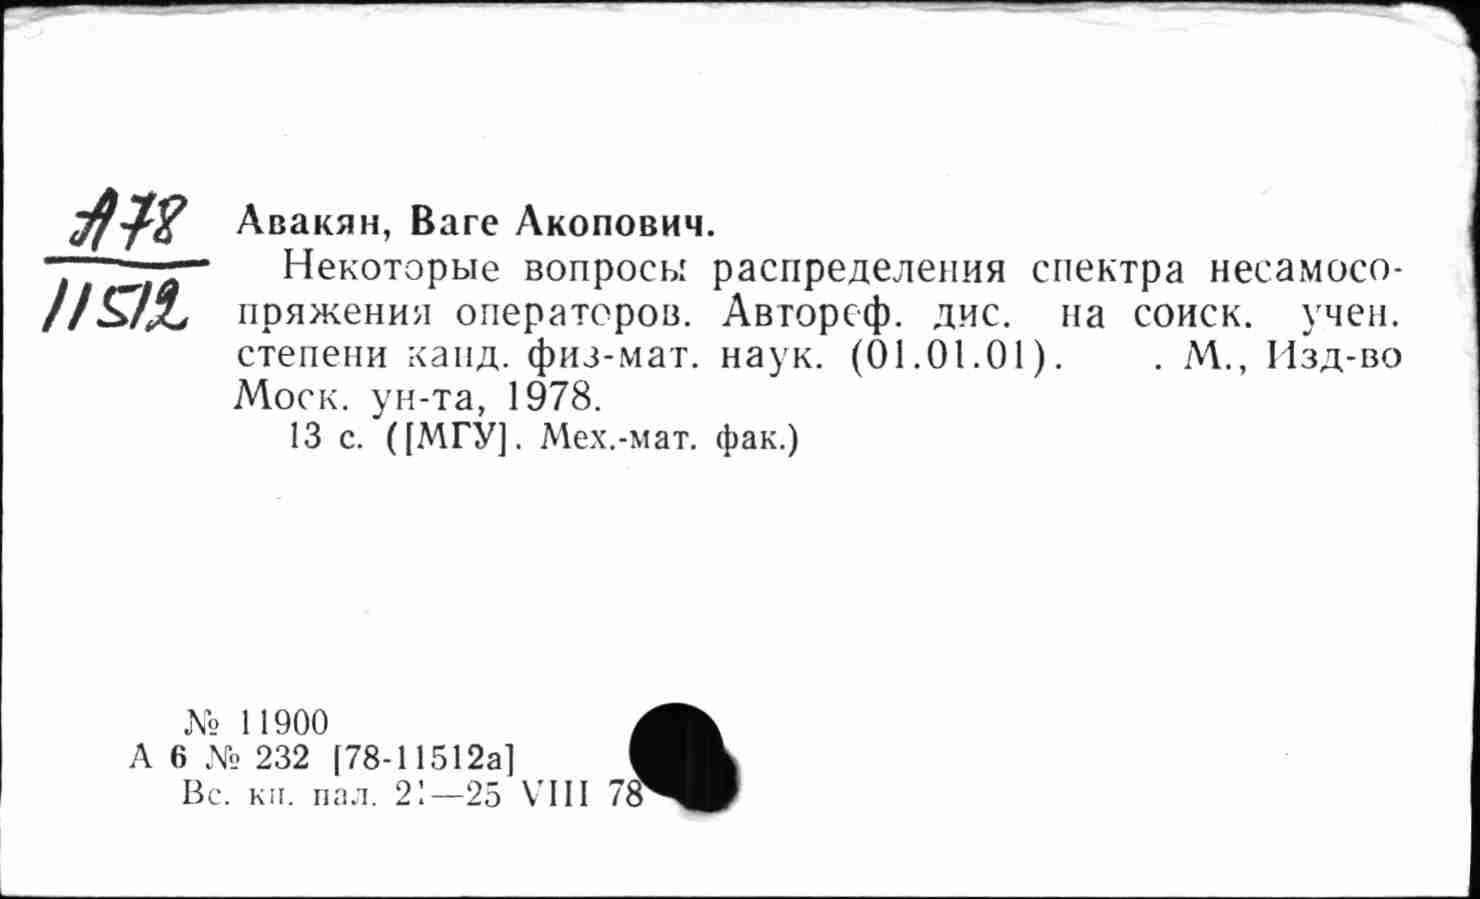 А78
11512
Авакян, Ваге Акопович.
Некоторые вопросы распределения спектра несамосо-
пряжения операторов. Автореф. дис. на соиск. учен.
степени канд. физ-мат. наук. (01.01.01). . М., Изд-во
Моск. ун-та, 1978.
13 с. ([МГУ]. Мех.-мат. фак.)
№ 11900
А 6 № 232 [78-11512а]
Вс. кн. пал. 21—25 VIII 78